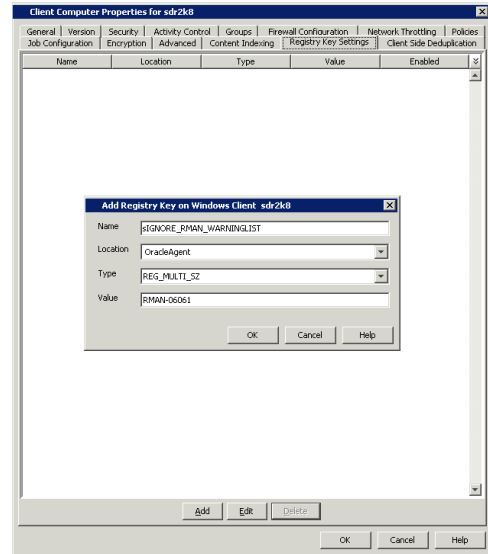 Client Computer Properties for sdr2k8
General Version Security Activity Control Groups Firewall Configuration Network Throttling Policies
Job Configuration Encryption Advanced Content Indexing Registry Key Settings Client Side Deduplication
Name Location Type Value Enabled
Add Registry Key on Windows Client sdr2k8
Name sIGNORE_RMAN_WARNINGLIST
Location OracleAgent
Type REG_MULTI_SZ
Value RMAN-06061
OK Cancel Help
Add Edit Delete
OK Cancel Help